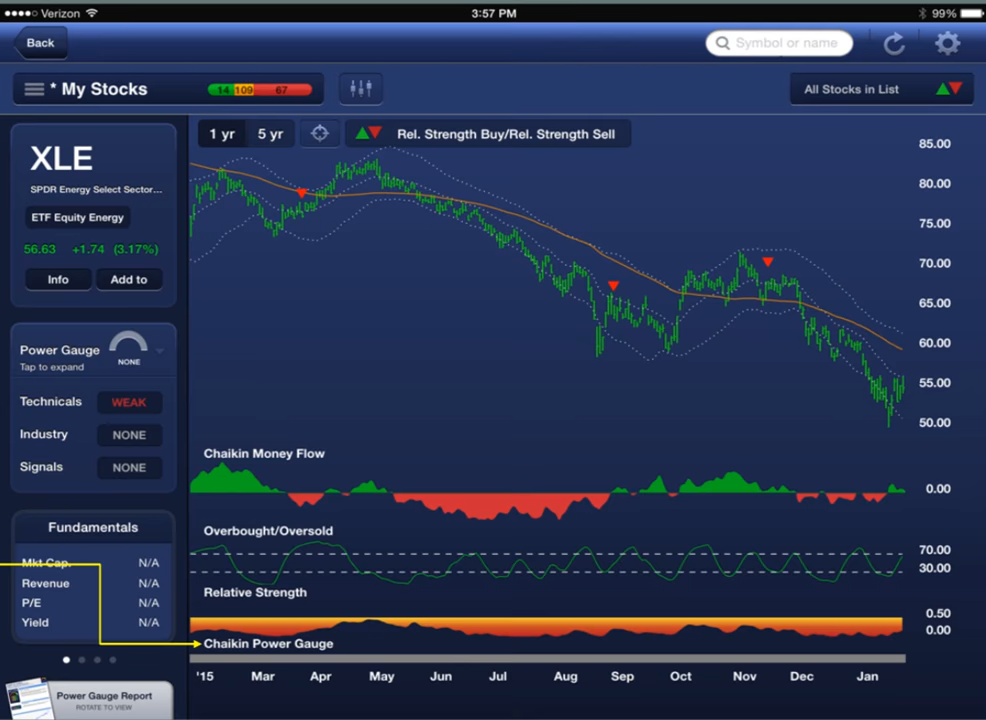 Verizon
3:57 PM
99%
Back
Symbol or name
* My Stocks
14 109 67
All Stocks in List
XLE
SPDR Energy Select Sector...
ETF Equity Energy
56.63 +1.74 (3.17%)
Info
Add to
Power Gauge
Tap to expand
NONE
Technicals WEAK
Industry NONE
Signals NONE
Fundamentals
Mkt Cap. N/A
Revenue N/A
P/E N/A
Yield N/A
Power Gauge Report
ROTATE TO VIEW
1 yr 5 yr
Rel. Strength Buy/Rel. Strength Sell
85.00
80.00
75.00
70.00
65.00
60.00
55.00
50.00
Chaikin Money Flow
0.00
Overbought/Oversold
70.00
30.00
Relative Strength
0.50
0.00
Chaikin Power Gauge
'15 Mar Apr May Jun Jul Aug Sep Oct Nov Dec Jan